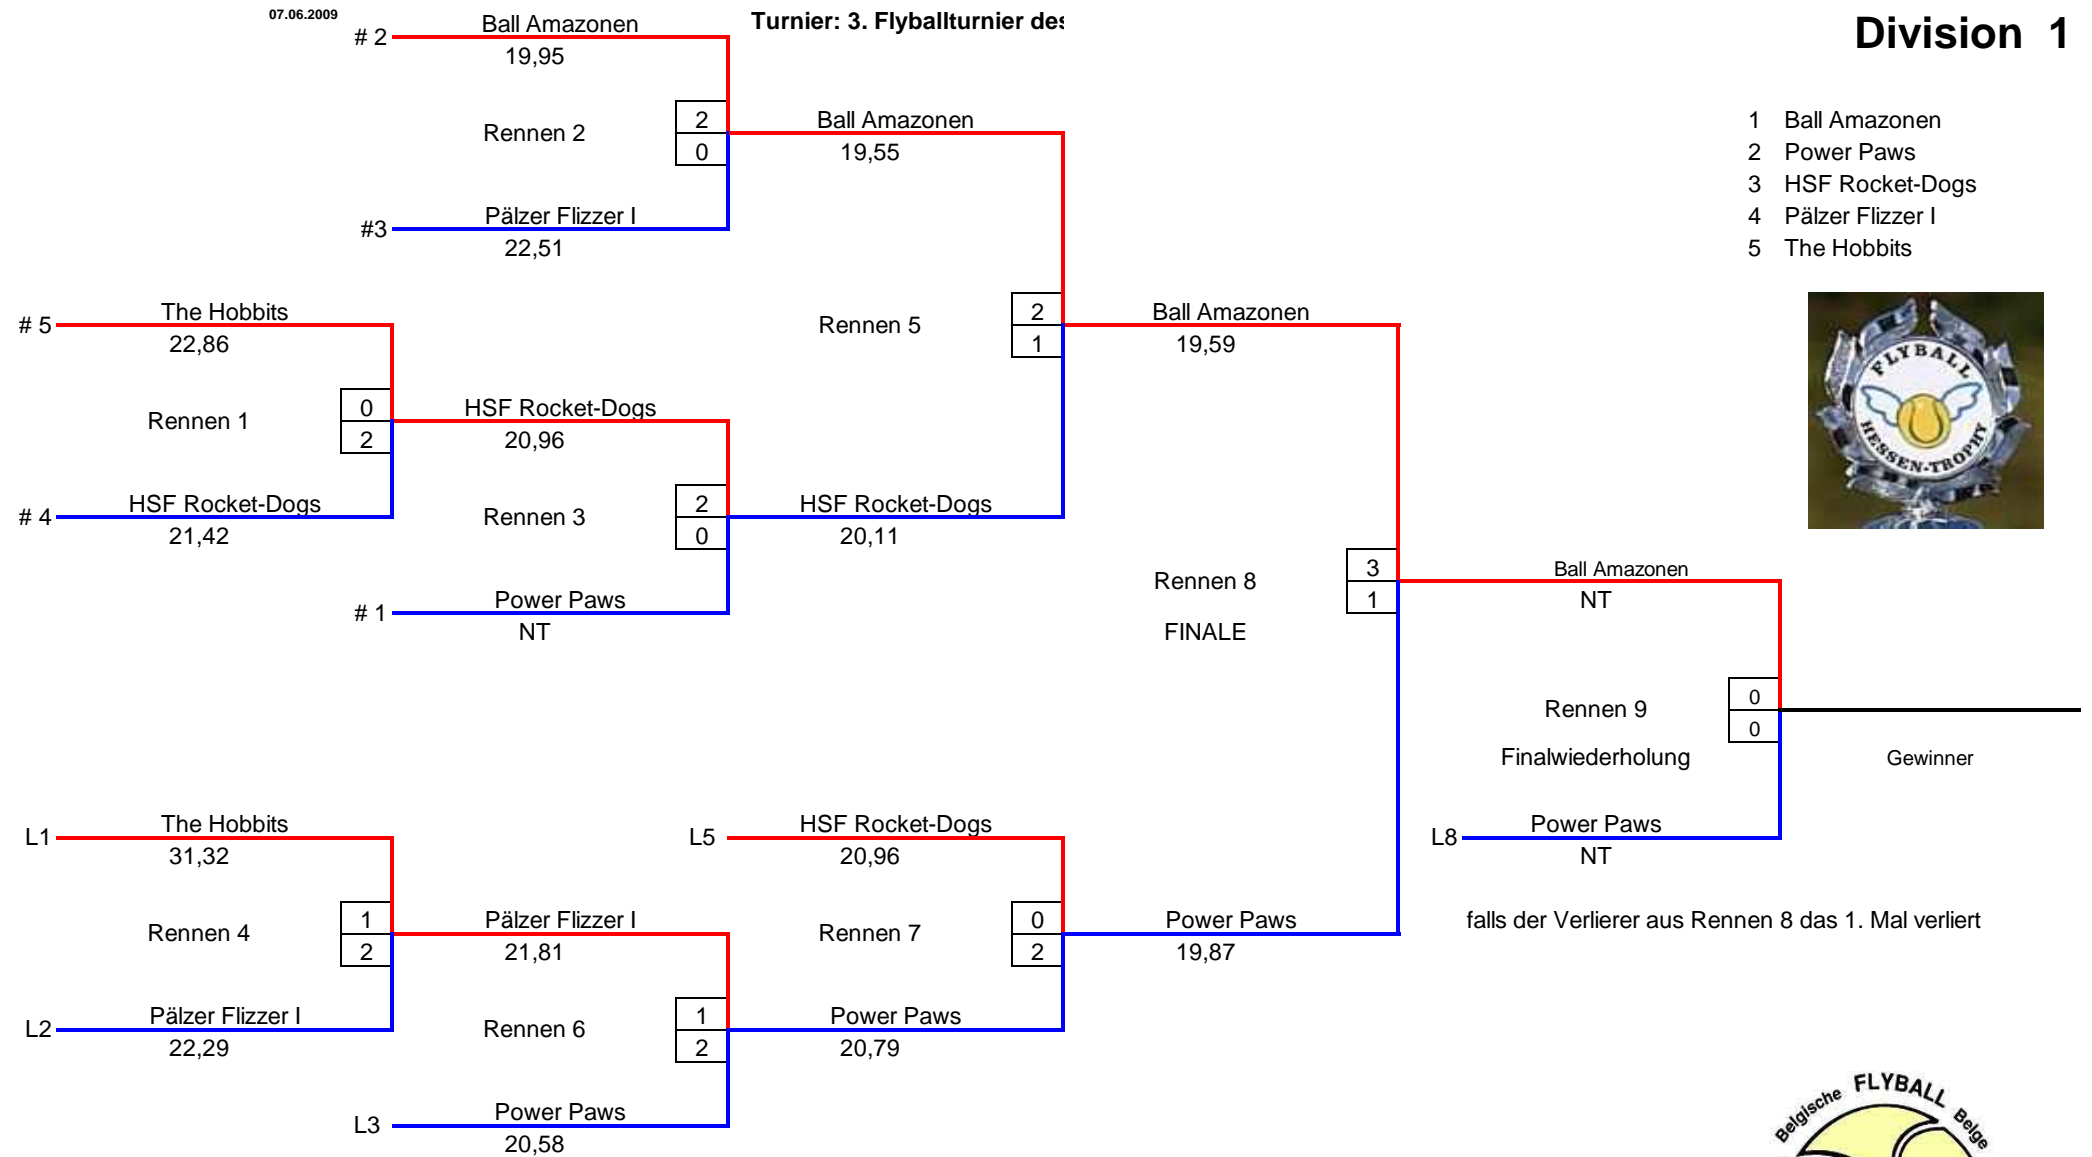 07.06.2009
Turnier: 3. Flyballturnier des
Division 1
# 2
Ball Amazonen
19,95
Rennen 2
2
0
Ball Amazonen
19,55
#3
Pälzer Flizzer I
22,51
1 Ball Amazonen
2 Power Paws
3 HSF Rocket-Dogs
4 Pälzer Flizzer I
5 The Hobbits
# 5
The Hobbits
22,86
Rennen 1
0
2
HSF Rocket-Dogs
20,96
# 4
HSF Rocket-Dogs
21,42
Rennen 3
2
0
HSF Rocket-Dogs
20,11
# 1
Power Paws
NT
Rennen 5
2
1
Ball Amazonen
19,59
FLYBALL
HESSEN-TROPHY
Rennen 8
3
1
FINALE
Ball Amazonen
NT
Rennen 9
0
0
Finalwiederholung
Gewinner
L8
Power Paws
NT
falls der Verlierer aus Rennen 8 das 1. Mal verliert
L1
The Hobbits
31,32
Rennen 4
1
2
Pälzer Flizzer I
21,81
L2
Pälzer Flizzer I
22,29
Rennen 6
1
2
Power Paws
20,79
L3
Power Paws
20,58
L5
HSF Rocket-Dogs
20,96
Rennen 7
0
2
Power Paws
19,87
Belgische FLYBALL Belge